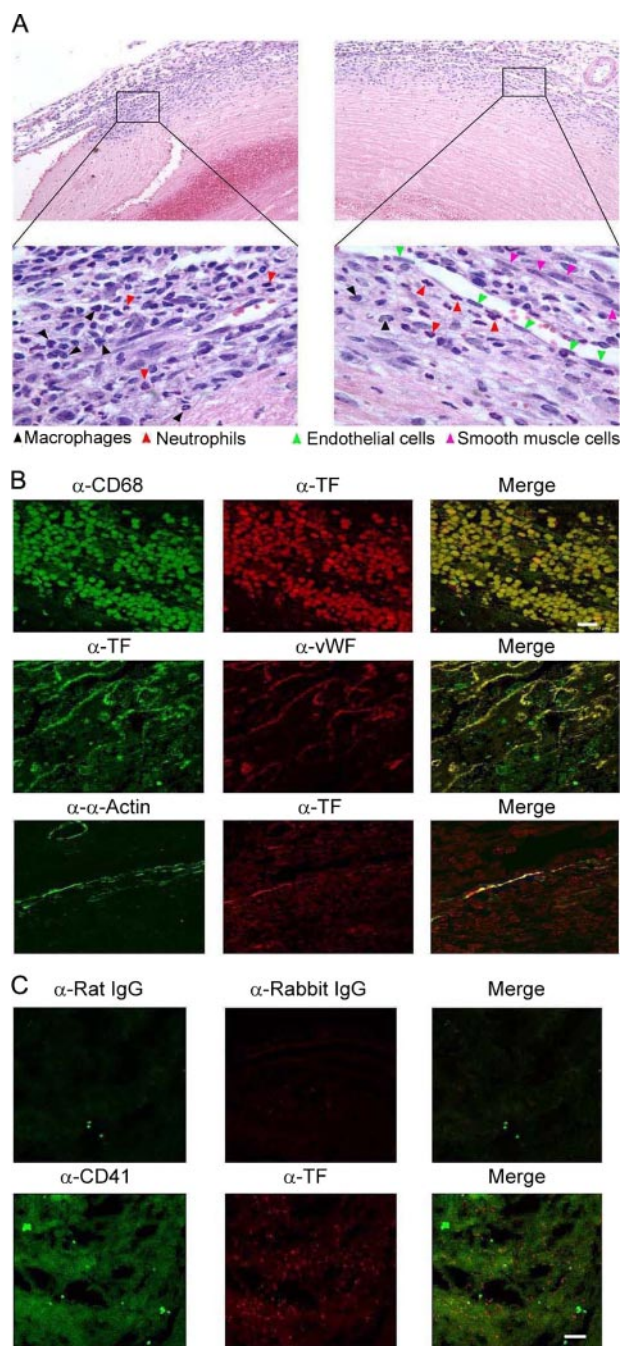 A
Macrophages Neutrophils Endothelial cells Smooth muscle cells
B
α-CD68 α-TF Merge
α-TF α-vWF Merge
α-α-Actin α-TF Merge
C
α-Rat IgG α-Rabbit IgG Merge
α-CD41 α-TF Merge